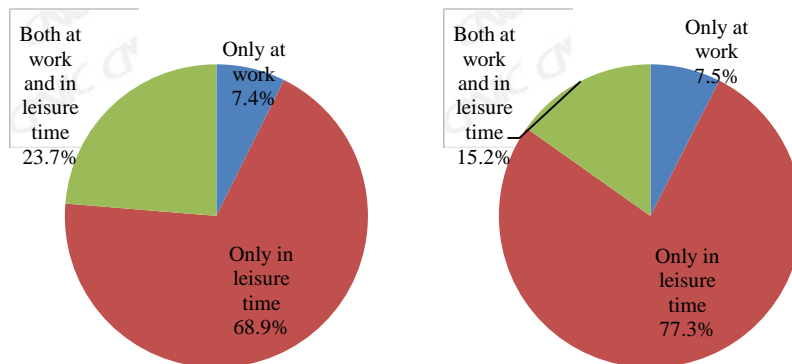 Both at
work
and in
leisure
time
23.7%
Only at
work
7.4%
Only in
leisure
time
68.9%
Both at
work
and in
leisure
time
15.2%
Only at
work
7.5%
Only in
leisure
time
77.3%